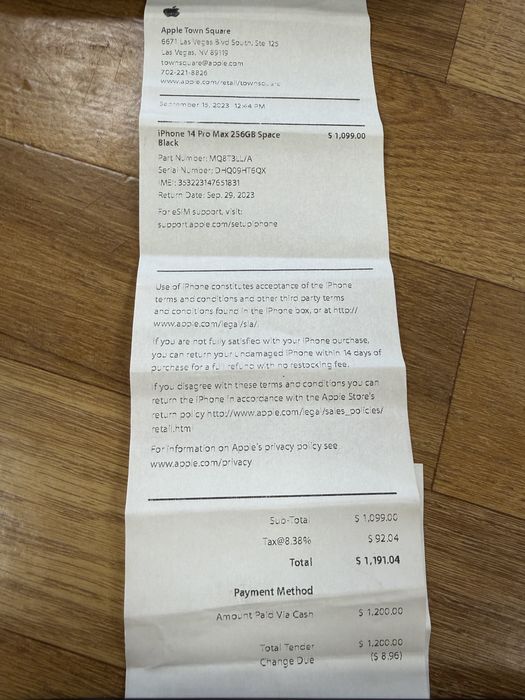 Apple Town Square
6671 Las Vegas Blvd South, Ste 125
Las Vegas, NV 89119
townsquare@apple.com
702-221-8826
www.apple.com/retail/townsquare
September 15, 2023 12:44 PM
iPhone 14 Pro Max 256GB Space $ 1,099.00
Black
Part Number: MQ8T3LL/A
Serial Number: DHQ09HT6QX
IMEI: 353223147651831
Return Date: Sep. 29, 2023
For eSIM support, visit:
support.apple.com/setupiphone
Use of iPhone constitutes acceptance of the iPhone
terms and conditions and other third party terms
and conditions found in the iPhone box, or at http://
www.apple.com/legal/sla/.
If you are not fully satisfied with your iPhone purchase,
you can return your undamaged iPhone within 14 days of
purchase for a full refund with no restocking fee.
If you disagree with these terms and conditions you can
return the iPhone in accordance with the Apple Store's
return policy http://www.apple.com/legal/sales_policies/
retail.html
For information on Apple's privacy policy see
www.apple.com/privacy
Sub-Total $ 1,099.00
Tax@8.38% $ 92.04
Total $ 1,191.04
Payment Method
Amount Paid Via Cash $ 1,200.00
Total Tender $ 1,200.00
Change Due ($ 8.96)